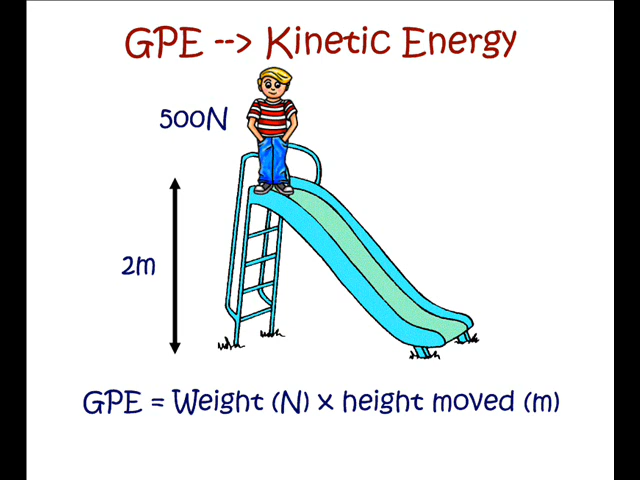 GPE --> Kinetic Energy
500N
2m
GPE = Weight (N) x height moved (m)